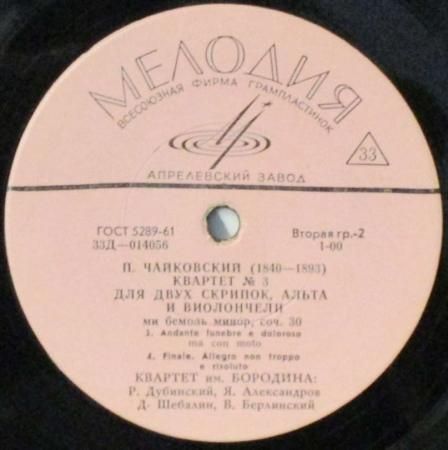 МЕЛОДИЯ
ВСЕСОЮЗНАЯ ФИРМА ГРАМПЛАСТИНОК
33
АПРЕЛЕВСКИЙ ЗАВОД
ГОСТ 5289-61 Вторая гр.-2
33Д—014056 1-00
П. ЧАЙКОВСКИЙ (1840—1893)
КВАРТЕТ № 3
ДЛЯ ДВУХ СКРИПОК, АЛЬТА
И ВИОЛОНЧЕЛИ
ми бемоль минор, соч. 30
3. Andante funebre e doloroso
ma con moto
4. Finale. Allegro non troppo
e risoluto
КВАРТЕТ им. БОРОДИНА:
Р. Дубинский, Я. Александров
Д. Шебалин, В. Берлинский